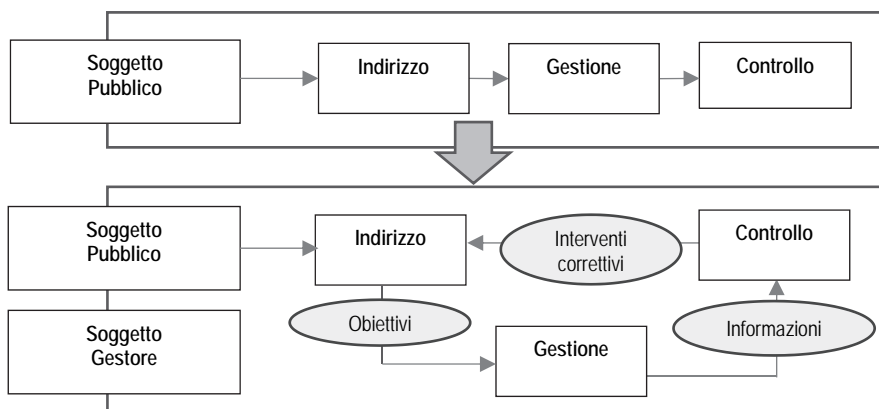 Soggetto
Pubblico
Indirizzo
Gestione
Controllo
Soggetto
Pubblico
Indirizzo
Interventi
correttivi
Controllo
Obiettivi
Informazioni
Soggetto
Gestore
Gestione